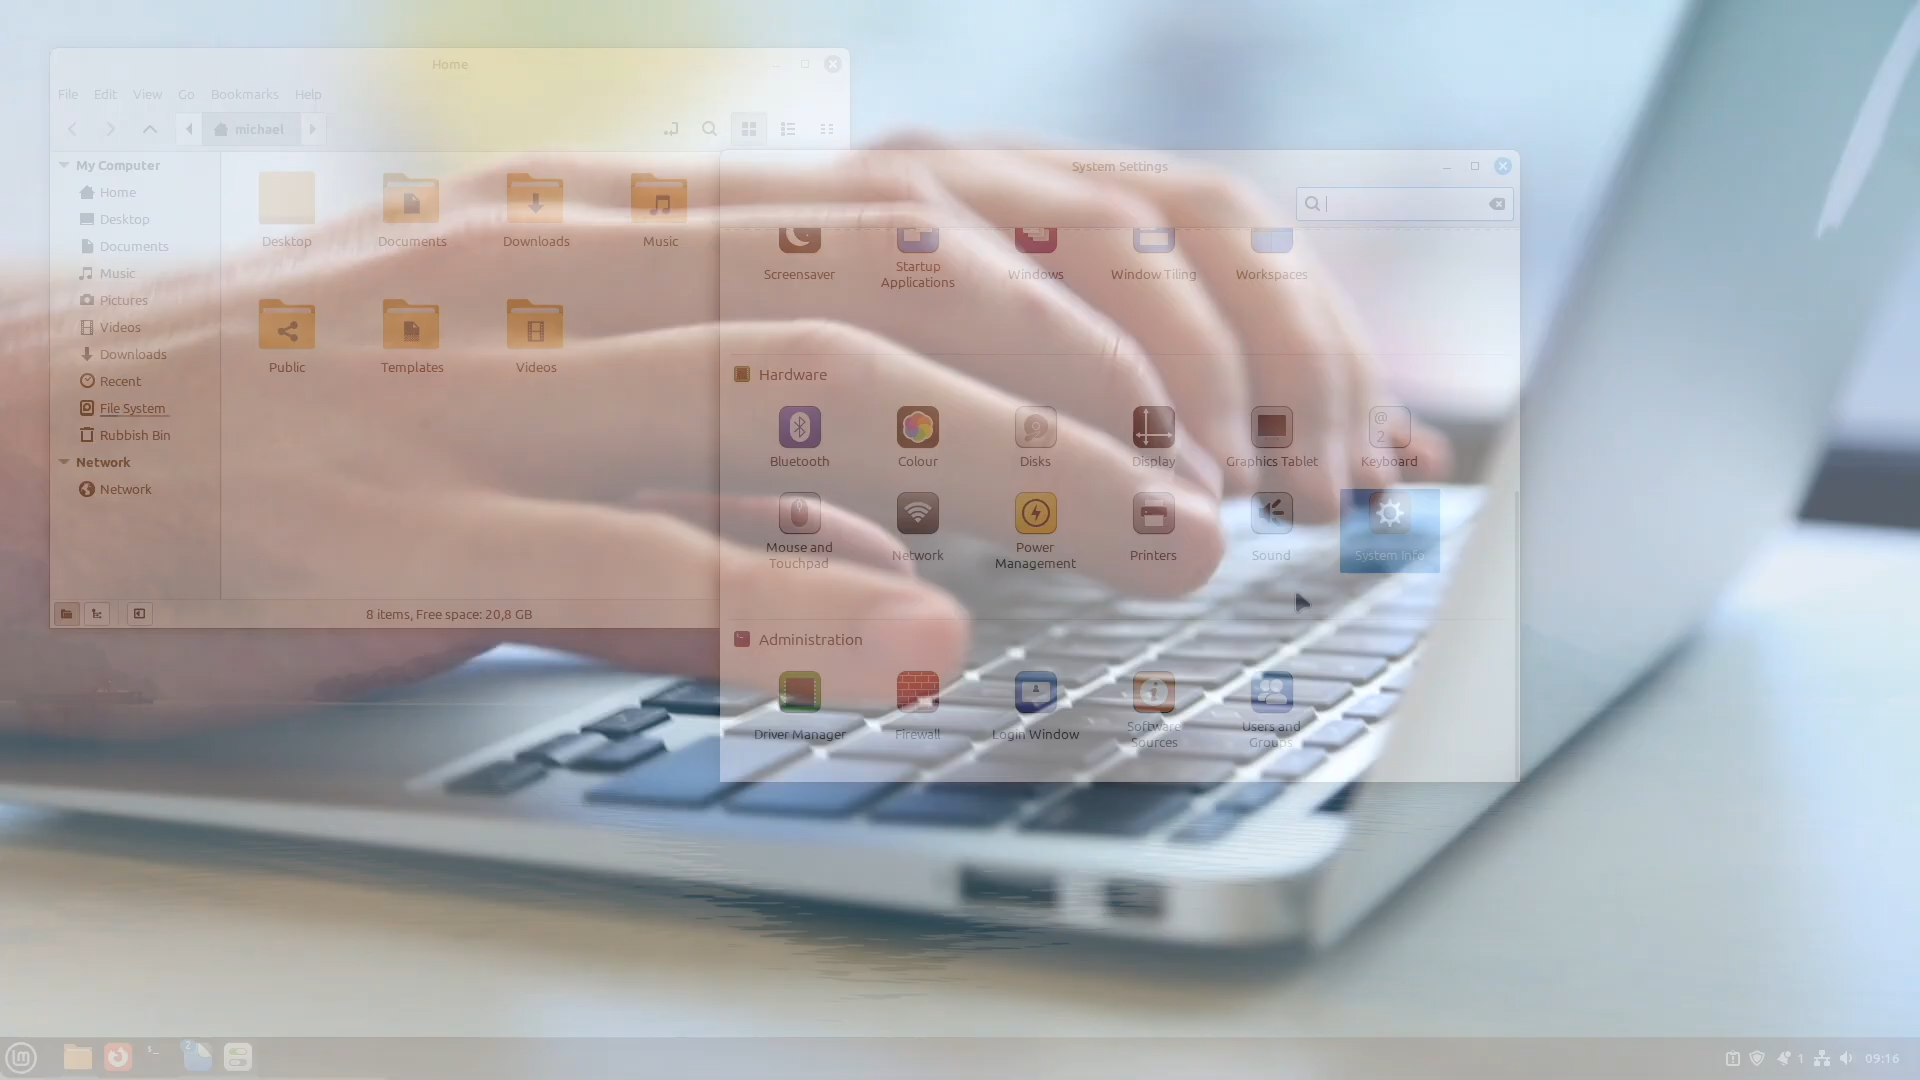 Home
File Edit View Go Bookmarks Help
michael
My Computer
Home
Desktop
Documents
Music
Pictures
Videos
Downloads
Recent
File System
Rubbish Bin
Network
Network
Desktop
Documents
Downloads
Music
Public
Templates
Videos
8 items, Free space: 20,8 GB
System Settings
Screensaver
Startup
Applications
Windows
Window Tiling
Workspaces
Hardware
Bluetooth
Colour
Disks
Display
Graphics Tablet
@
2
Keyboard
Mouse and
Touchpad
Network
Power
Management
Printers
Sound
System Info
Administration
Driver Manager
Firewall
Login Window
Software
Sources
Users and
Groups
lm
2
1
09:16